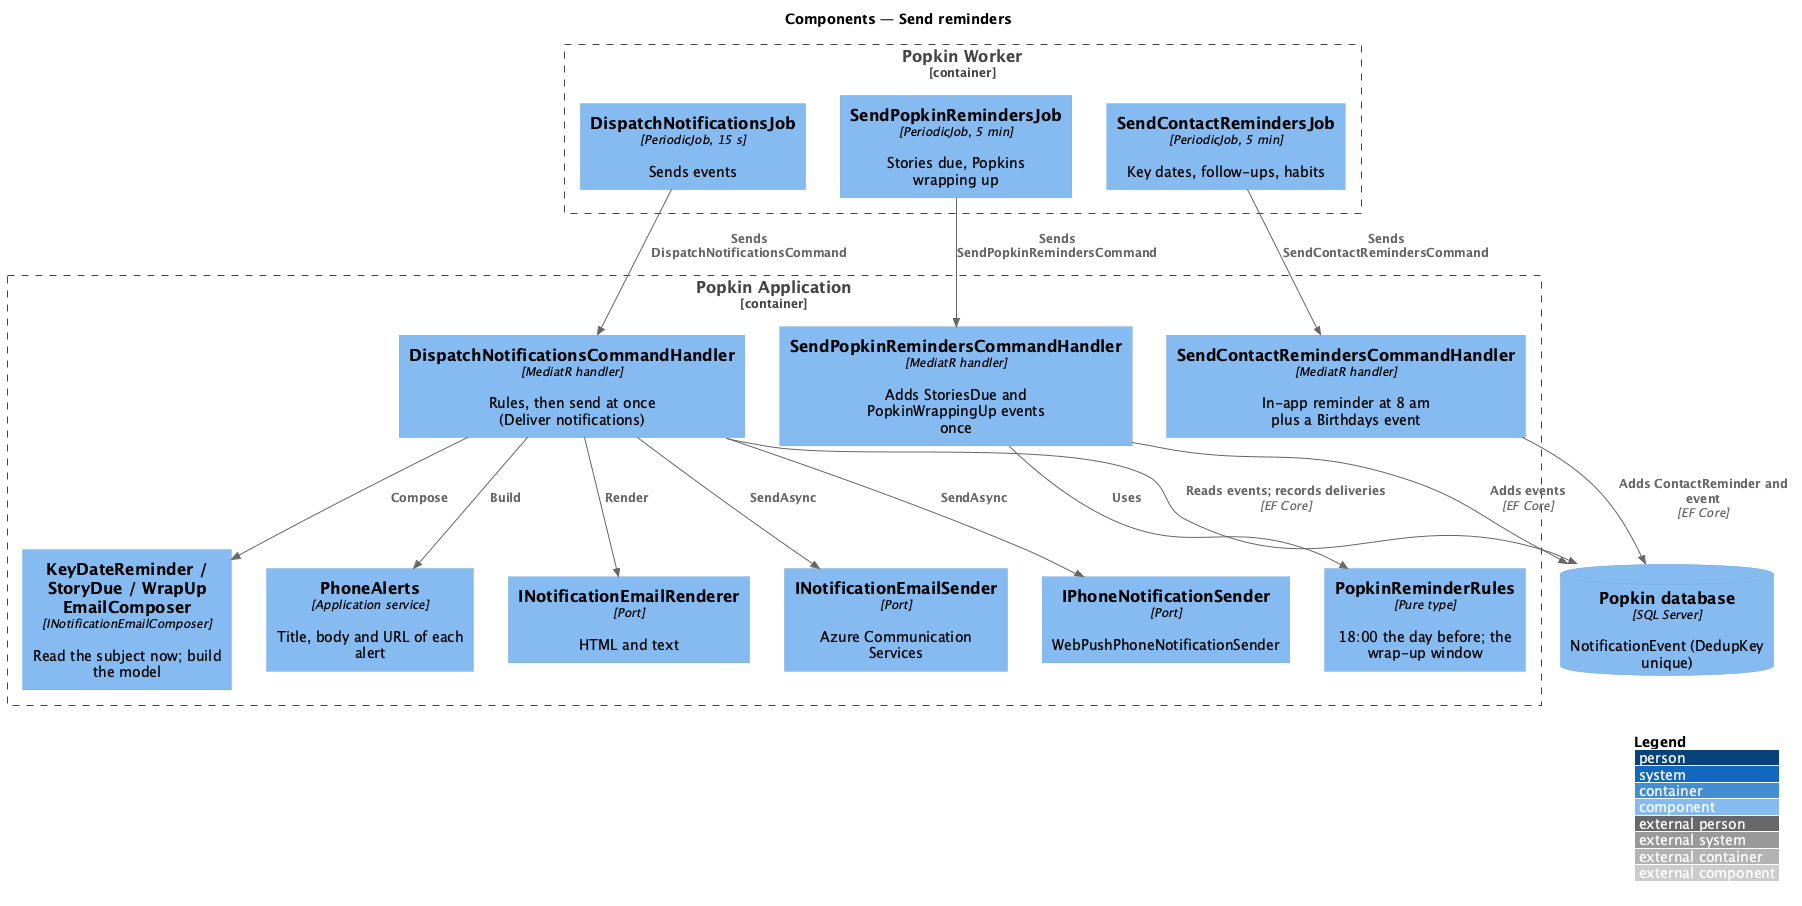 Components — Send reminders
Popkin Worker
[container]
DispatchNotificationsJob
[PeriodicJob, 15 s]
Sends events
SendPopkinRemindersJob
[PeriodicJob, 5 min]
Stories due, Popkins
wrapping up
SendContactRemindersJob
[PeriodicJob, 5 min]
Key dates, follow-ups, habits
Sends
DispatchNotificationsCommand
Sends
SendPopkinRemindersCommand
Sends
SendContactRemindersCommand
Popkin Application
[container]
DispatchNotificationsCommandHandler
[MediatR handler]
Rules, then send at once
(Deliver notifications)
SendPopkinRemindersCommandHandler
[MediatR handler]
Adds StoriesDue and
PopkinWrappingUp events
once
SendContactRemindersCommandHandler
[MediatR handler]
In-app reminder at 8 am
plus a Birthdays event
Compose
Build
Render
SendAsync
SendAsync
Uses
Reads events; records deliveries
[EF Core]
Adds events
[EF Core]
Adds ContactReminder and
event
[EF Core]
KeyDateReminder /
StoryDue / WrapUp
EmailComposer
[INotificationEmailComposer]
Read the subject now; build
the model
PhoneAlerts
[Application service]
Title, body and URL of each
alert
INotificationEmailRenderer
[Port]
HTML and text
INotificationEmailSender
[Port]
Azure Communication
Services
IPhoneNotificationSender
[Port]
WebPushPhoneNotificationSender
PopkinReminderRules
[Pure type]
18:00 the day before; the
wrap-up window
Popkin database
[SQL Server]
NotificationEvent (DedupKey
unique)
Legend
person
system
container
component
external person
external system
external container
external component